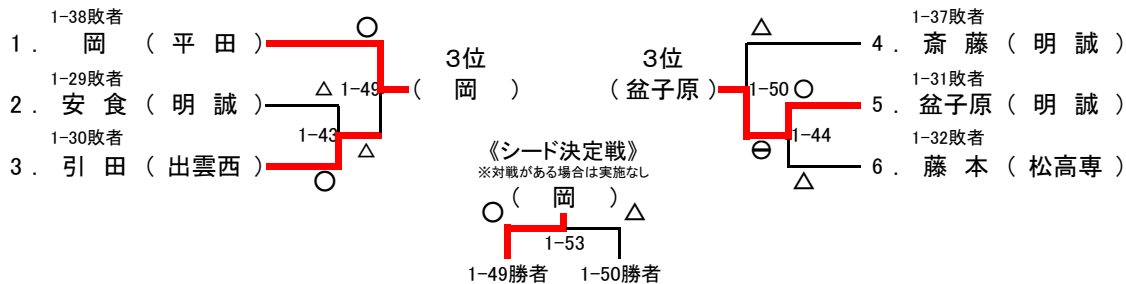 1-38敗者
1． 岡 （ 平 田 ）
○
1-29敗者
2． 安 食 （ 明 誠 ）
△ 1-49
1-30敗者
1-43
3． 引 田 （ 出雲西 ）
△
○
3位
（ 岡 ）
3位
（ 盆子原 ）
△
1-37敗者
4． 斎 藤 （ 明 誠 ）
1-50 ○
1-31敗者
5． 盆子原 （ 明 誠 ）
1-44
⊖
1-32敗者
6． 藤 本 （ 松高専 ）
△
《シード決定戦》
※対戦がある場合は実施なし
（ 岡 ）
○ △
1-53
1-49勝者 1-50勝者